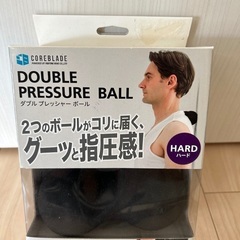 COREBLADE
DOUBLE
PRESSURE BALL
ダブル プレッシャー ボール
2つのボールがコリに届く、
グーッと指圧感!
HARD
ハード